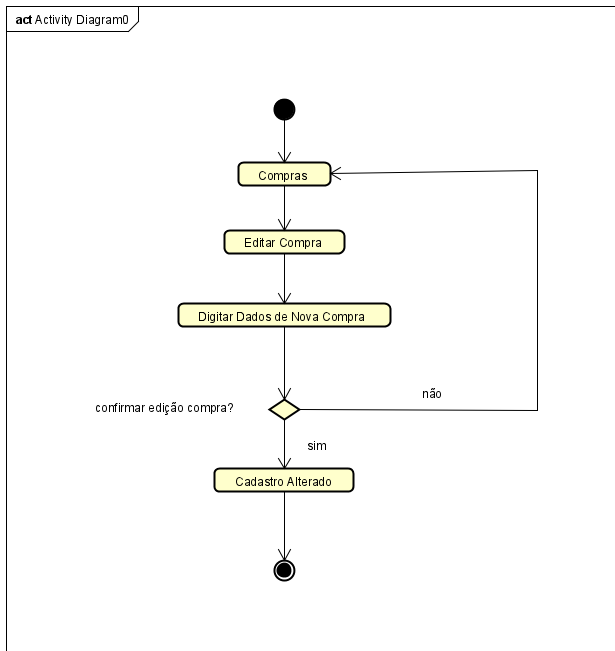 act Activity Diagram0
Compras
Editar Compra
Digitar Dados de Nova Compra
não
confirmar edição compra?
sim
Cadastro Alterado